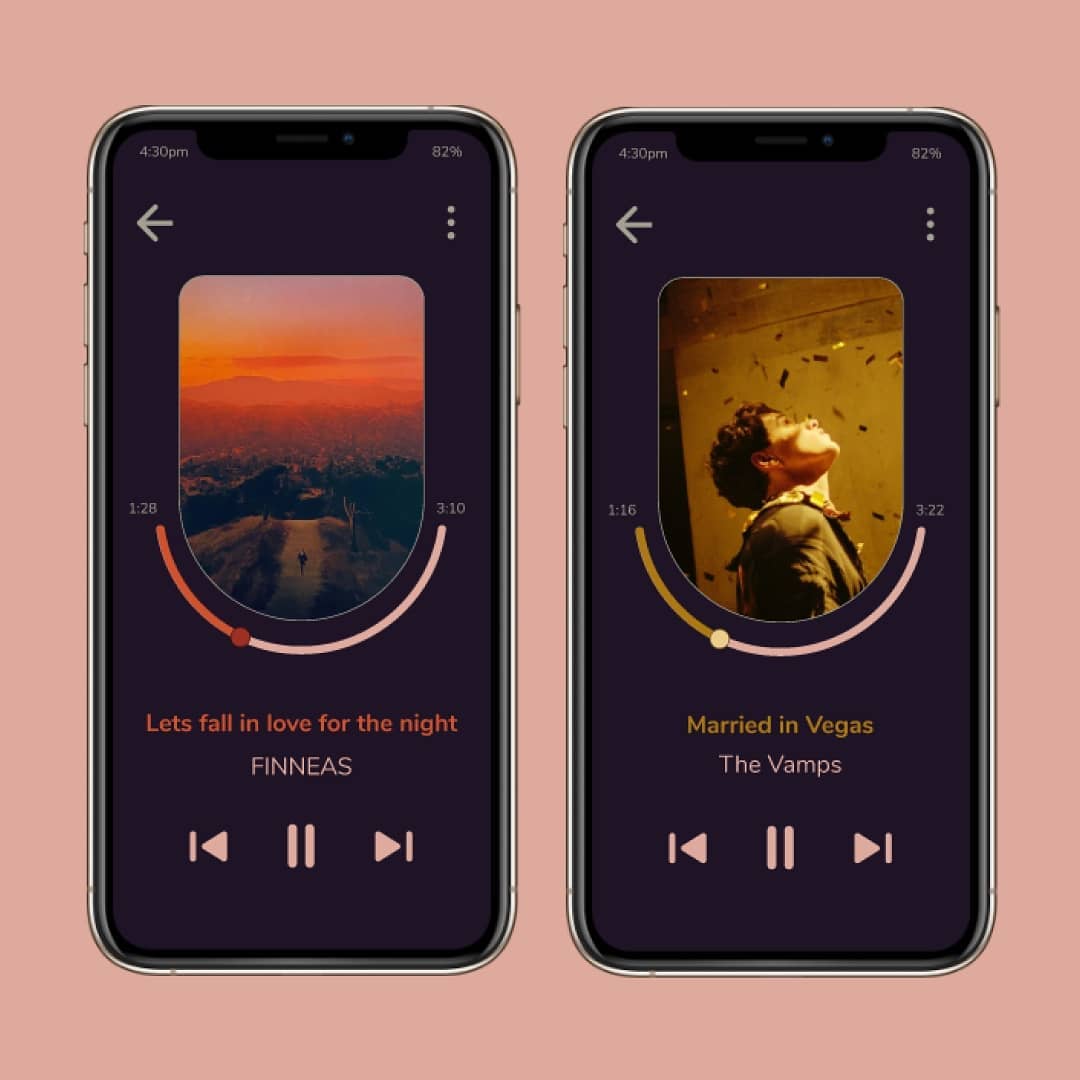 4:30pm 82%
1:28 3:10
Lets fall in love for the night
FINNEAS
4:30pm 82%
1:16 3:22
Married in Vegas
The Vamps